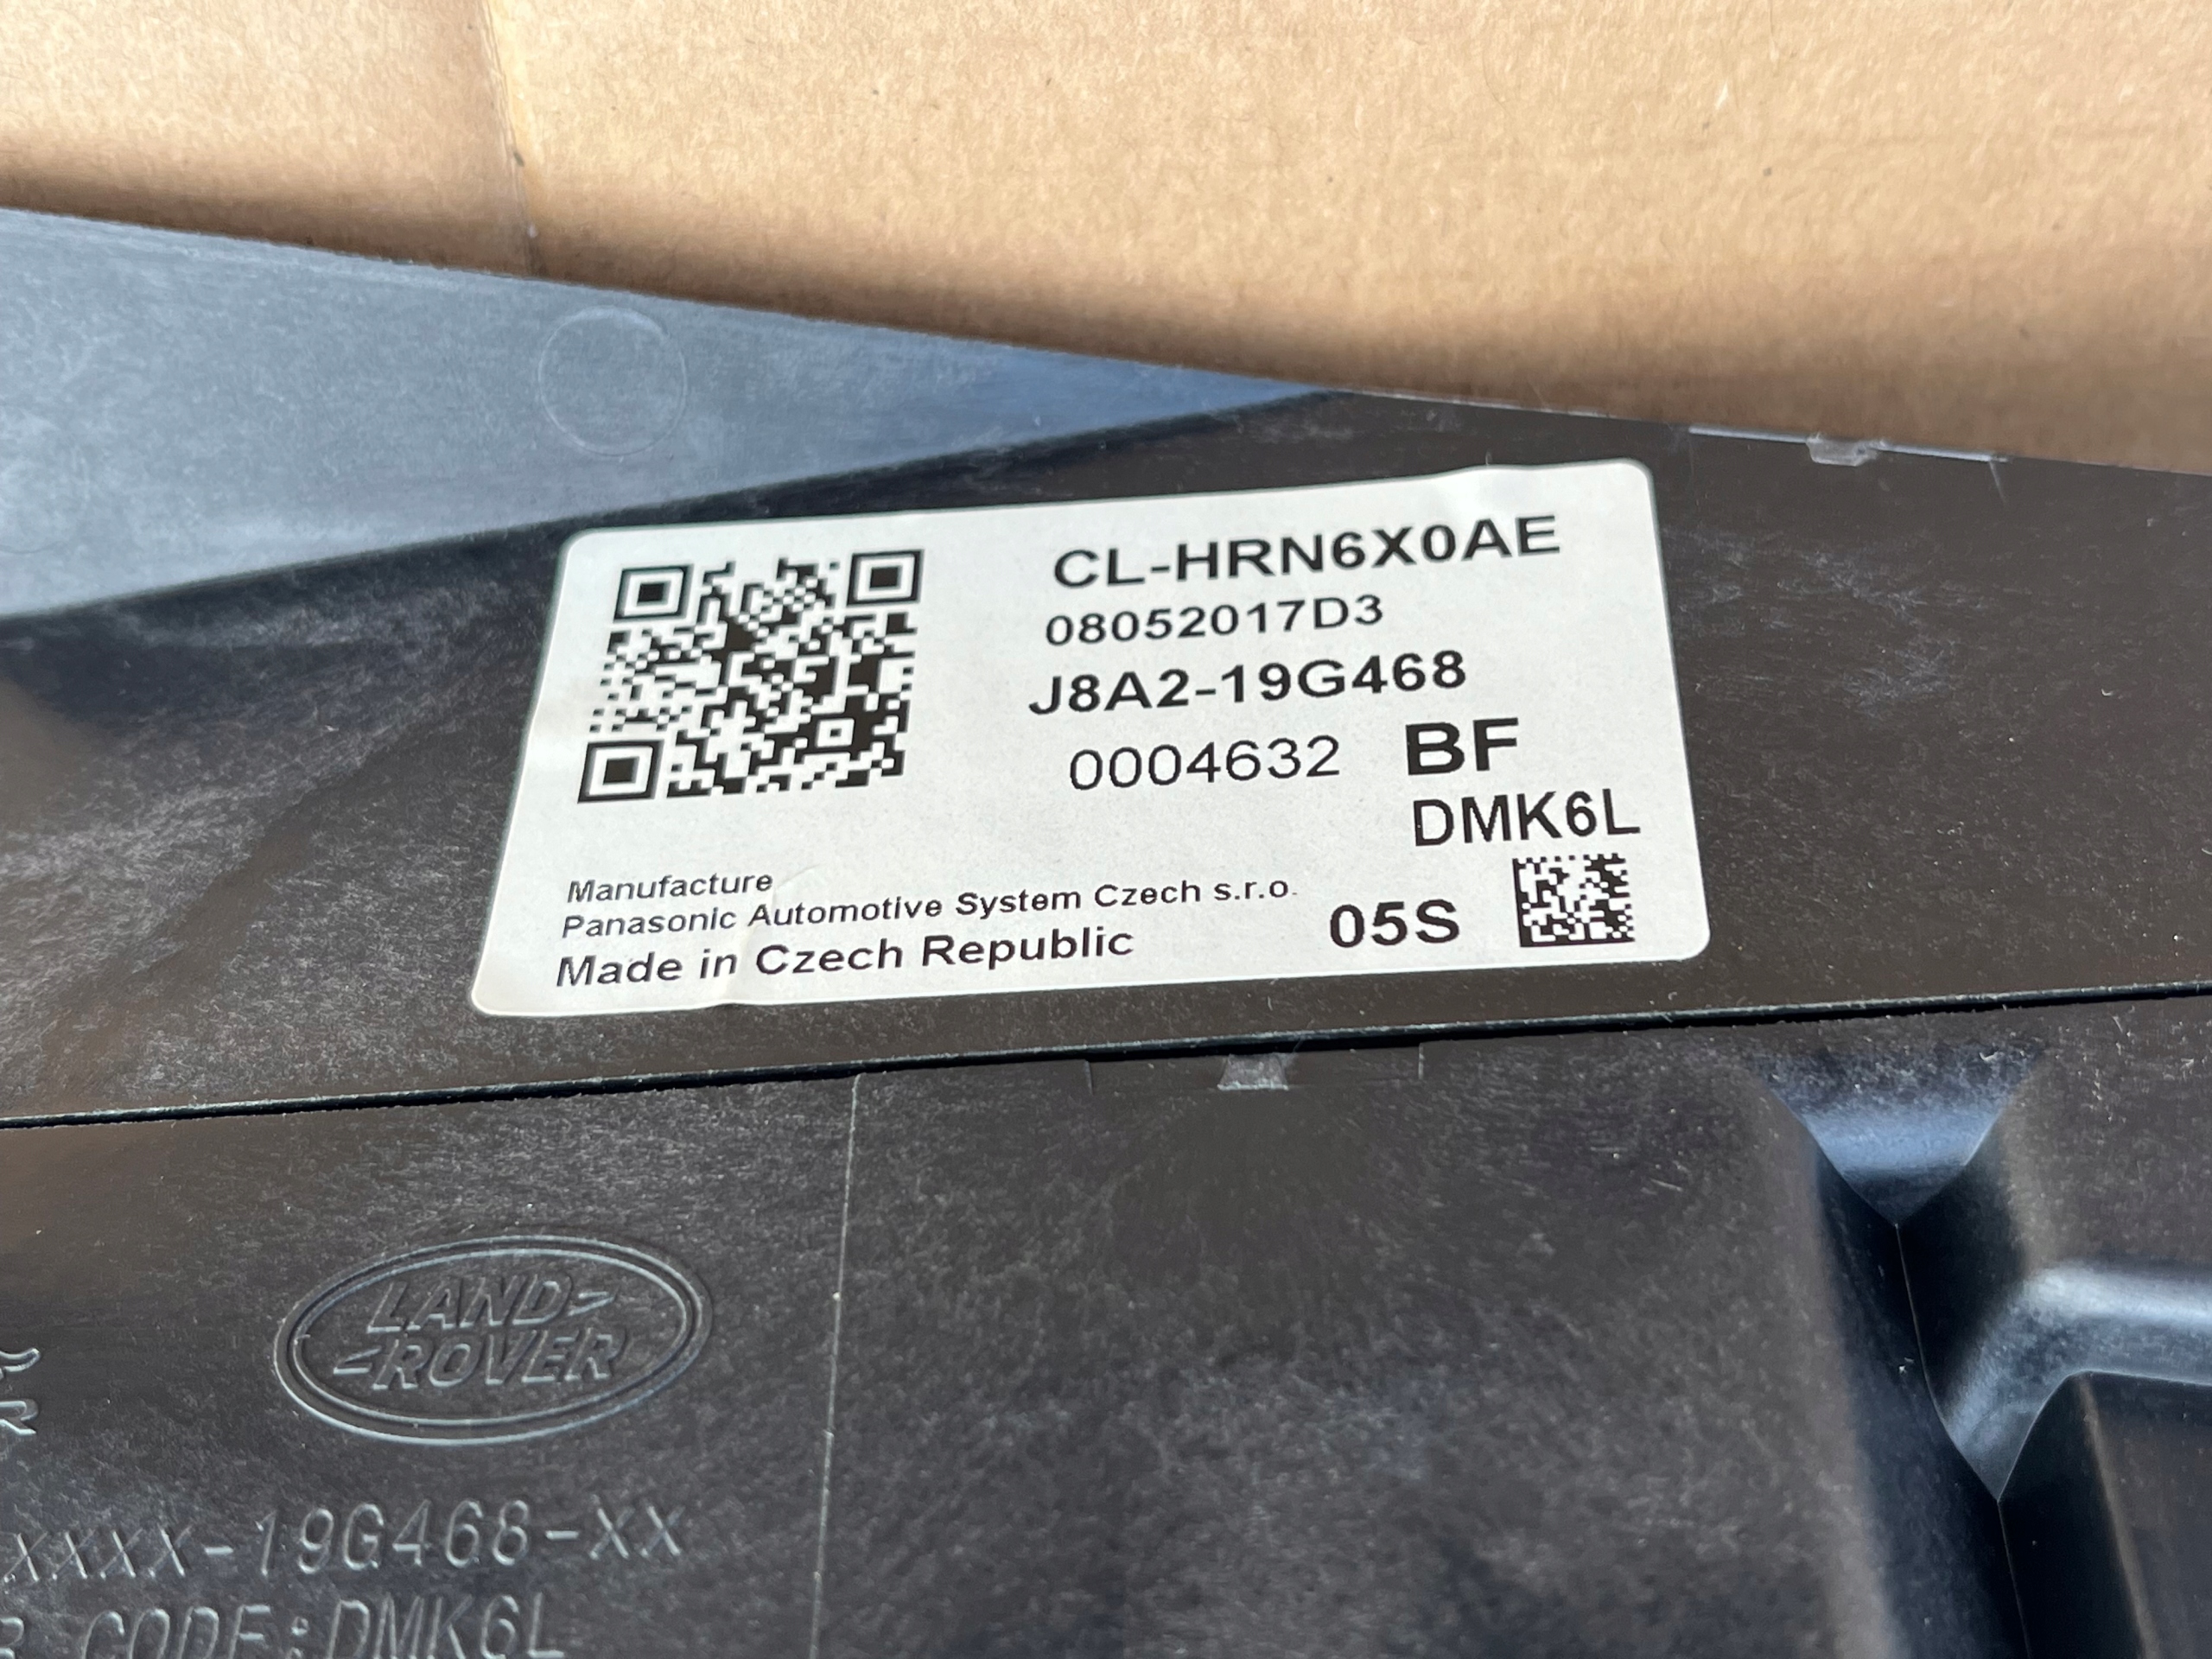 CL-HRN6X0AE
08052017D3
J8A2-19G468
0004632 BF
DMK6L
Manufacture
Panasonic Automotive System Czech s.r.o.
Made in Czech Republic
05S
LAND
ROVER
R
XXXX-19G468-XX
R CODE:DMK6L